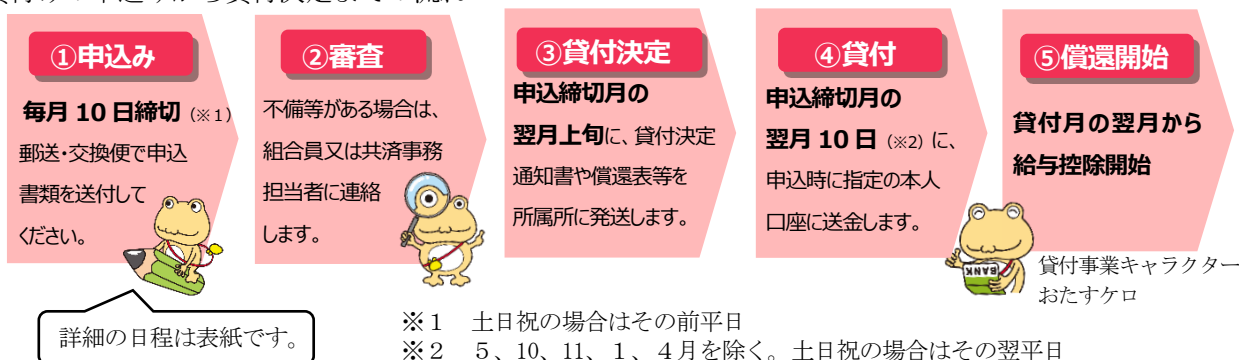 ①申込み
毎月 10 日締切（※１）
郵送・交換便で申込
書類を送付して
ください。
②審査
不備等がある場合は、
組合員又は共済事務
担当者に連絡
します。
③貸付決定
申込締切月の
翌月上旬に、貸付決定
通知書や償還表等を
所属所に発送します。
④貸付
申込締切月の
翌月 10 日（※2）に、
申込時に指定の本人
口座に送金します。
BANK
⑤償還開始
貸付月の翌月から
給与控除開始
貸付事業キャラクター
おたすケロ
詳細の日程は表紙です。
※１　土日祝の場合はその前平日
※２　５、10、11、１、４月を除く。土日祝の場合はその翌平日